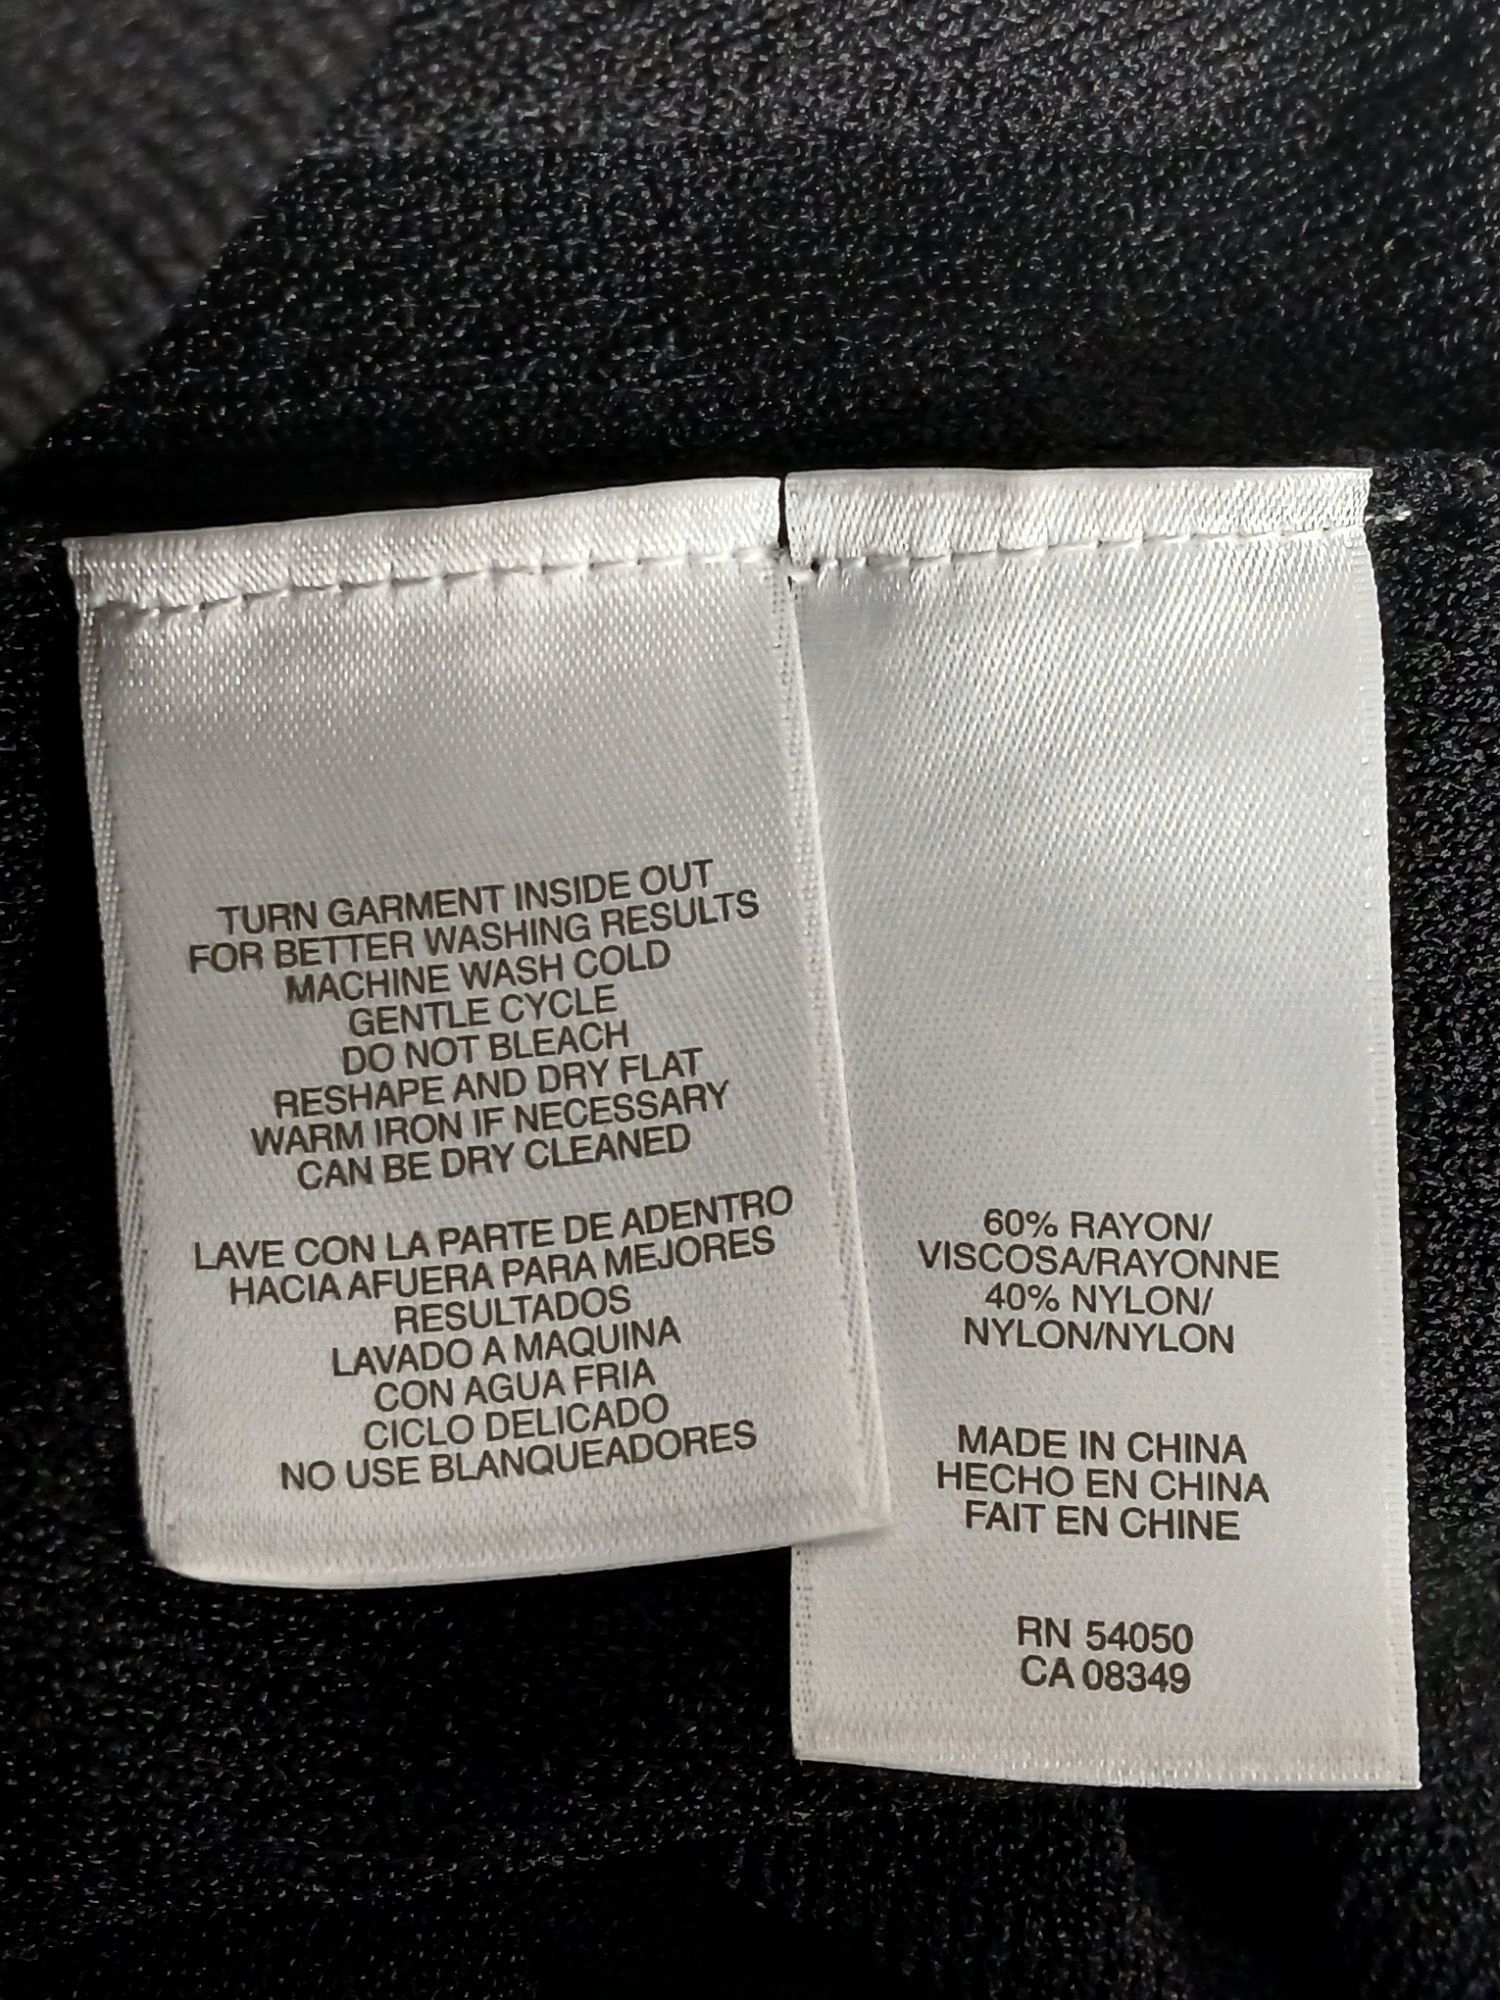 TURN GARMENT INSIDE OUT
FOR BETTER WASHING RESULTS
MACHINE WASH COLD
GENTLE CYCLE
DO NOT BLEACH
RESHAPE AND DRY FLAT
WARM IRON IF NECESSARY
CAN BE DRY CLEANED
LAVE CON LA PARTE DE ADENTRO
HACIA AFUERA PARA MEJORES
RESULTADOS
LAVADO A MAQUINA
CON AGUA FRIA
CICLO DELICADO
NO USE BLANQUEADORES
60% RAYON/
VISCOSA/RAYONNE
40% NYLON/
NYLON/NYLON
MADE IN CHINA
HECHO EN CHINA
FAIT EN CHINE
RN 54050
CA 08349